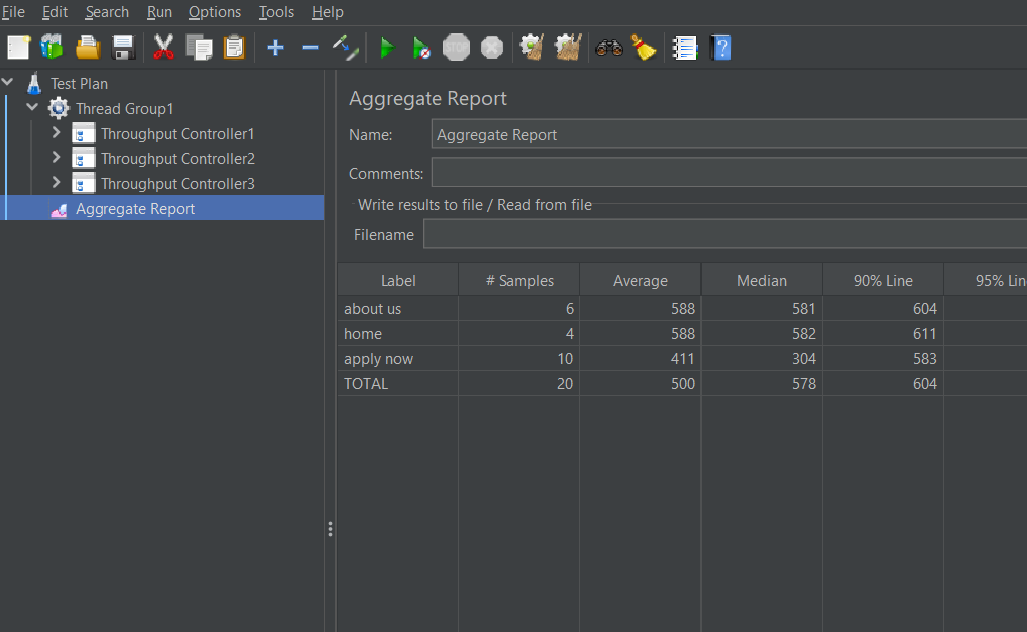 File Edit Search Run Options Tools Help
STOP
?
Test Plan
Thread Group1
Throughput Controller1
Throughput Controller2
Throughput Controller3
Aggregate Report
Aggregate Report
Name: Aggregate Report
Comments:
Write results to file / Read from file
Filename
Label # Samples Average Median 90% Line 95% Lin
about us 6 588 581 604
home 4 588 582 611
apply now 10 411 304 583
TOTAL 20 500 578 604